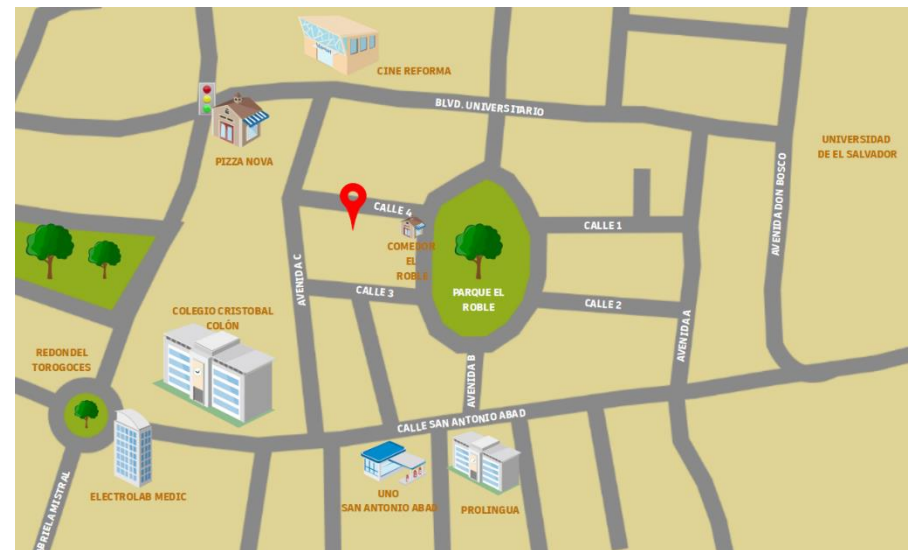 CINE REFORMA
BLVD. UNIVERSITARIO
PIZZA NOVA
UNIVERSIDAD
DE EL SALVADOR
AVENIDA DON BOSCO
CALLE 4
CALLE 1
COMEDOR
EL
ROBLE
AVENIDA C
CALLE 3
PARQUE EL
ROBLE
CALLE 2
COLEGIO CRISTOBAL
COLÓN
AVENIDA A
REDONDEL
TOROGOCES
AVENIDA B
CALLE SAN ANTONIO ABAD
ELECTROLAB MEDIC
UNO
SAN ANTONIO ABAD
PROLINGUA
MISTRAL